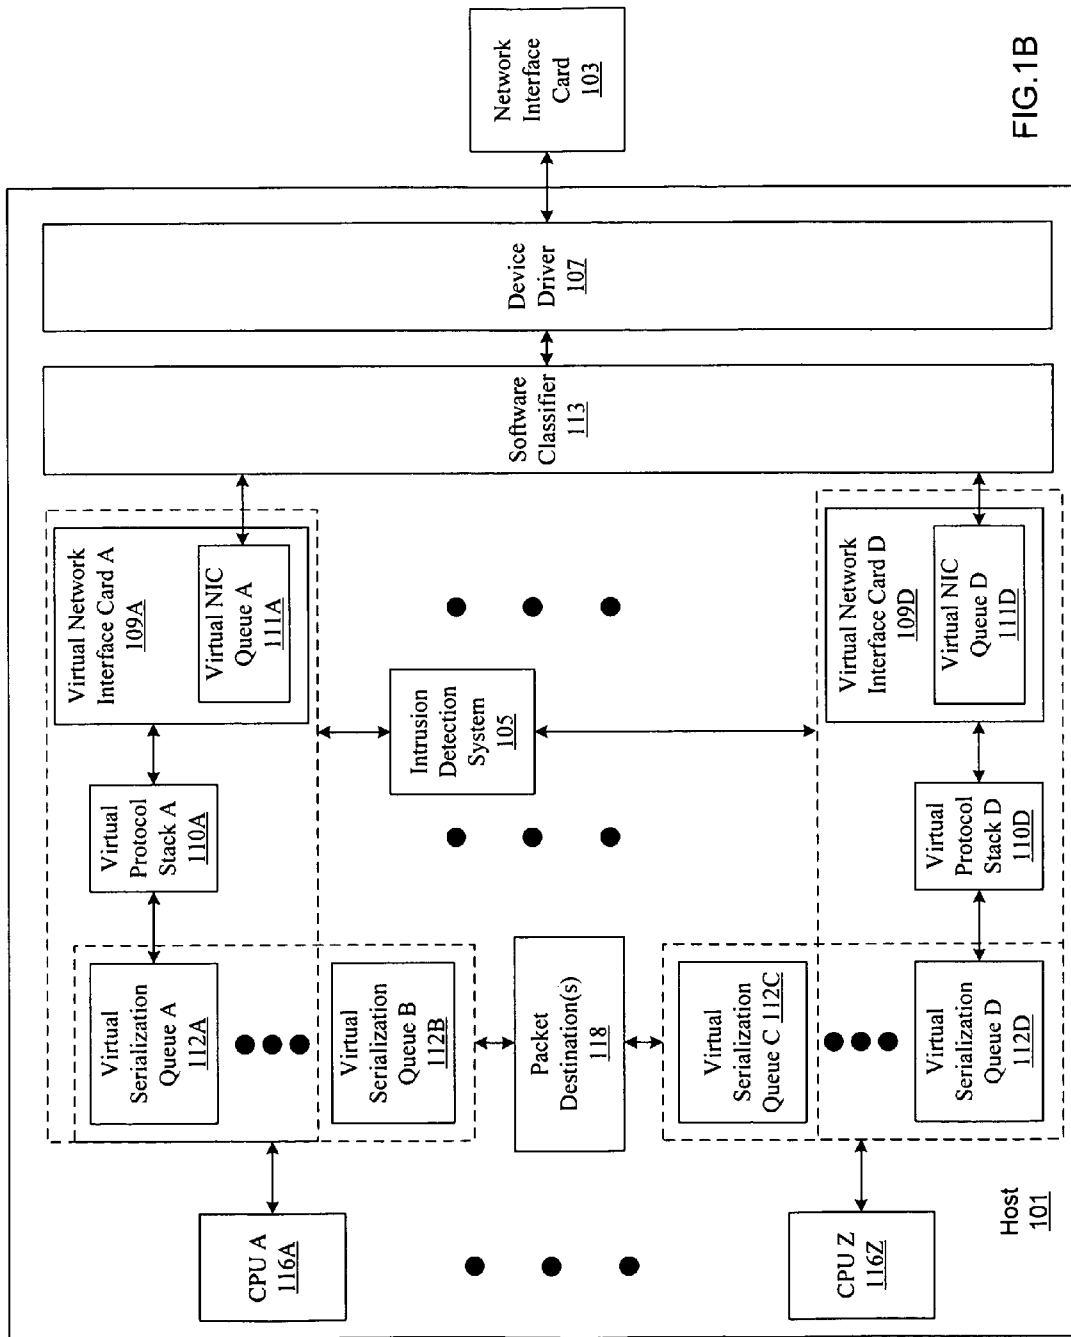 Network
Interface
Card
103
FIG.1B
Device
Driver
107
Software
Classifier
113
Virtual Network
Interface Card A
109A
Virtual NIC
Queue A
111A
Virtual Network
Interface Card D
109D
Virtual NIC
Queue D
111D
Intrusion
Detection
System
105
Virtual
Protocol
Stack A
110A
Virtual
Protocol
Stack D
110D
Virtual
Serialization
Queue A
112A
Virtual
Serialization
Queue B
112B
Packet
Destination(s)
118
Virtual
Serialization
Queue C 112C
Virtual
Serialization
Queue D
112D
CPU A
116A
CPU Z
116Z
Host
101